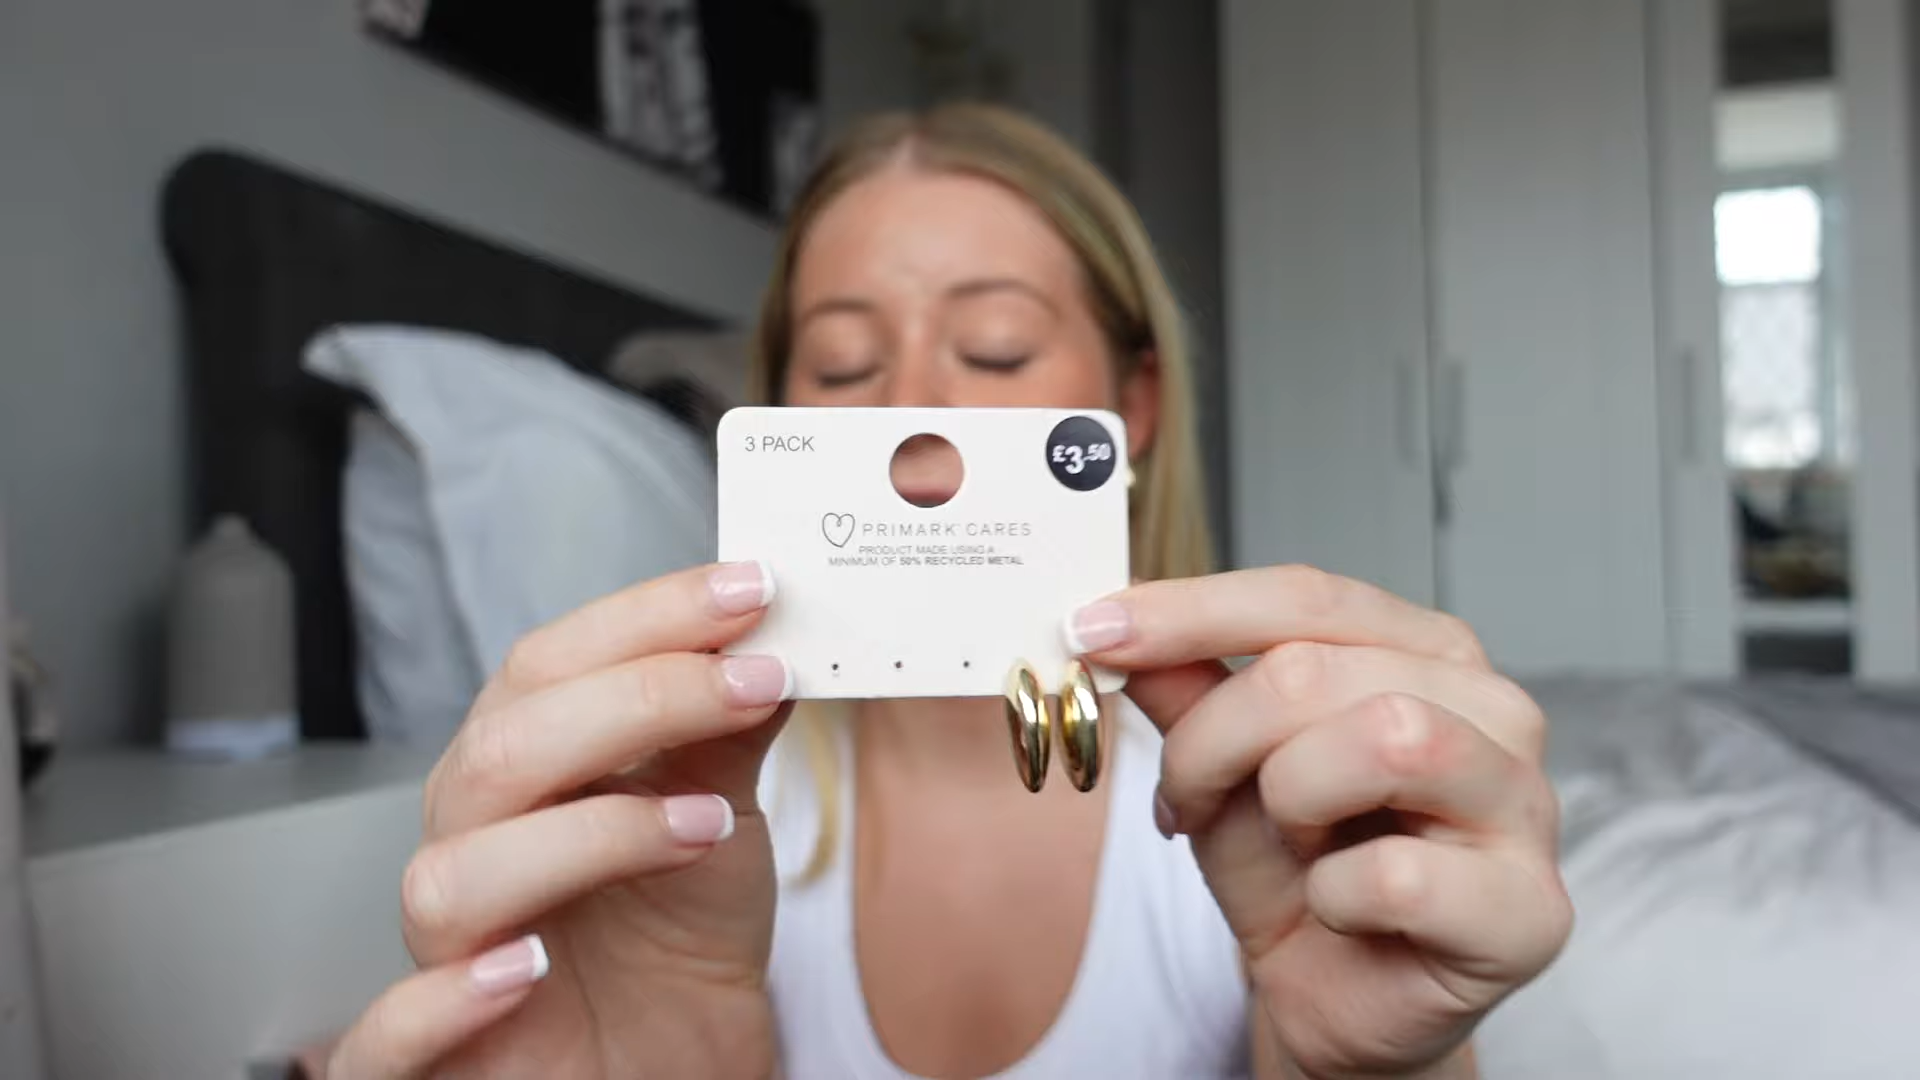 3 PACK
£3.50
PRIMARK® CARES
PRODUCT MADE USING A
MINIMUM OF 50% RECYCLED METAL